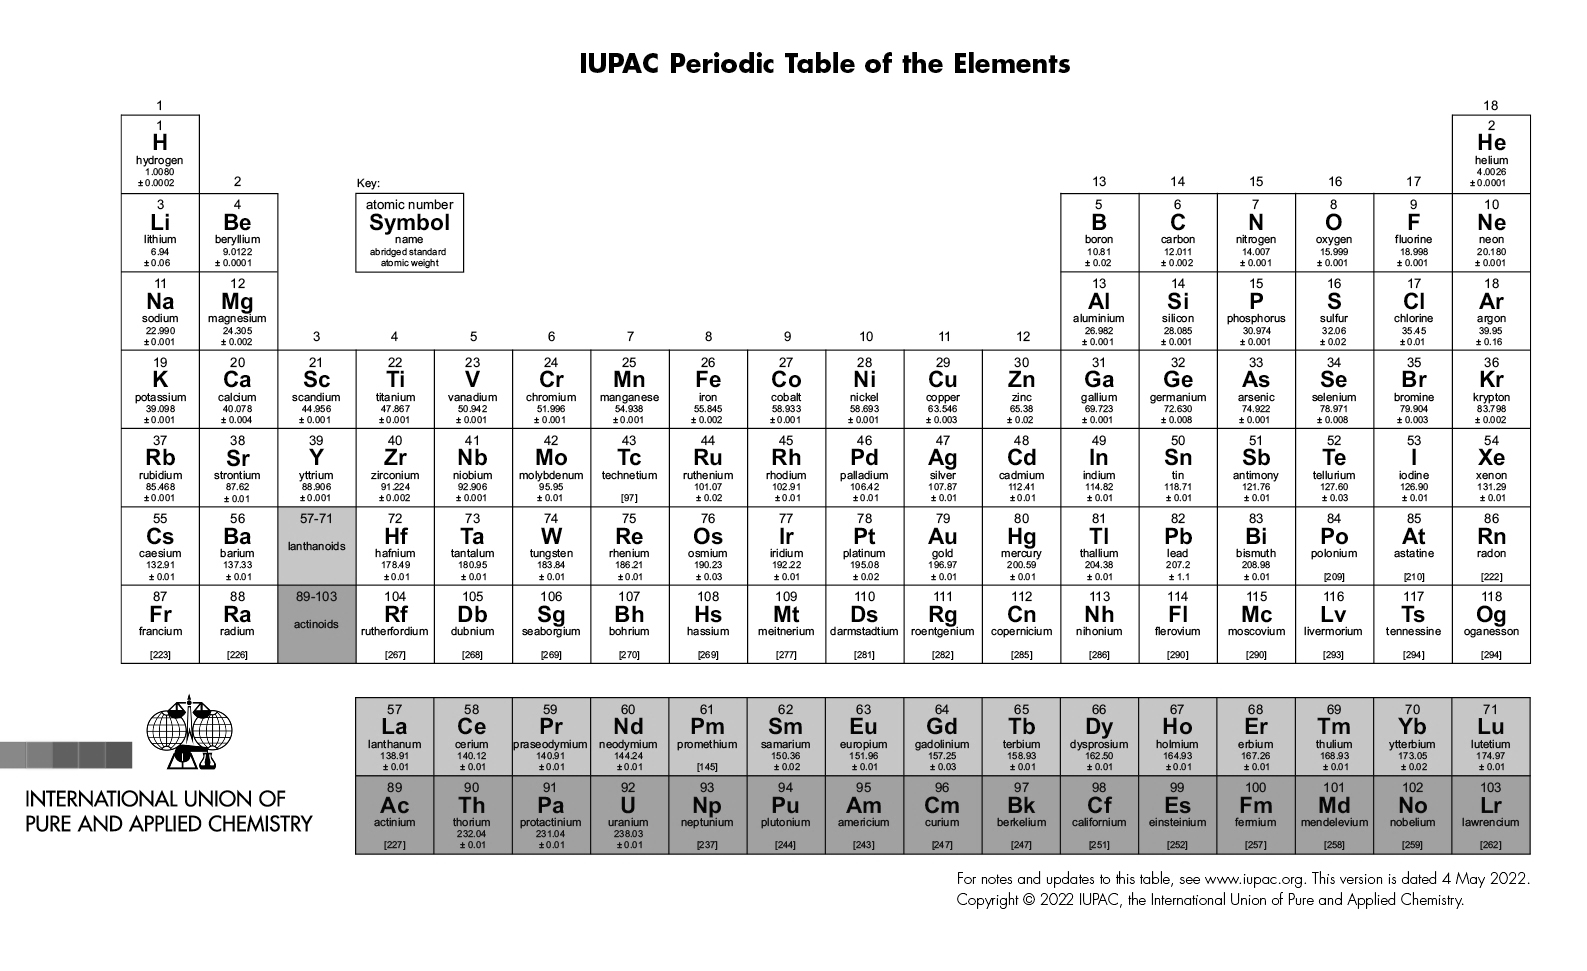 IUPAC Periodic Table of the Elements
1
18
1
H
hydrogen
1.0080
± 0.0002
2
He
helium
4.0026
± 0.0001
2
Key:
atomic number
Symbol
name
abridged standard
atomic weight
13
14
15
16
17
3
Li
lithium
6.94
± 0.06
4
Be
beryllium
9.0122
± 0.0001
5
B
boron
10.81
± 0.02
6
C
carbon
12.011
± 0.002
7
N
nitrogen
14.007
± 0.001
8
O
oxygen
15.999
± 0.001
9
F
fluorine
18.998
± 0.001
10
Ne
neon
20.180
± 0.001
11
Na
sodium
22.990
± 0.001
12
Mg
magnesium
24.305
± 0.002
3
4
5
6
7
8
9
10
11
12
13
Al
aluminium
26.982
± 0.001
14
Si
silicon
28.085
± 0.001
15
P
phosphorus
30.974
± 0.001
16
S
sulfur
32.06
± 0.02
17
Cl
chlorine
35.45
± 0.01
18
Ar
argon
39.95
± 0.16
19
K
potassium
39.098
± 0.001
20
Ca
calcium
40.078
± 0.004
21
Sc
scandium
44.956
± 0.001
22
Ti
titanium
47.867
± 0.001
23
V
vanadium
50.942
± 0.001
24
Cr
chromium
51.996
± 0.001
25
Mn
manganese
54.938
± 0.001
26
Fe
iron
55.845
± 0.002
27
Co
cobalt
58.933
± 0.001
28
Ni
nickel
58.693
± 0.001
29
Cu
copper
63.546
± 0.003
30
Zn
zinc
65.38
± 0.02
31
Ga
gallium
69.723
± 0.001
32
Ge
germanium
72.630
± 0.008
33
As
arsenic
74.922
± 0.001
34
Se
selenium
78.971
± 0.008
35
Br
bromine
79.904
± 0.003
36
Kr
krypton
83.798
± 0.002
37
Rb
rubidium
85.468
± 0.001
38
Sr
strontium
87.62
± 0.01
39
Y
yttrium
88.906
± 0.001
40
Zr
zirconium
91.224
± 0.002
41
Nb
niobium
92.906
± 0.001
42
Mo
molybdenum
95.95
± 0.01
43
Tc
technetium
[97]
44
Ru
ruthenium
101.07
± 0.02
45
Rh
rhodium
102.91
± 0.01
46
Pd
palladium
106.42
± 0.01
47
Ag
silver
107.87
± 0.01
48
Cd
cadmium
112.41
± 0.01
49
In
indium
114.82
± 0.01
50
Sn
tin
118.71
± 0.01
51
Sb
antimony
121.76
± 0.01
52
Te
tellurium
127.60
± 0.03
53
I
iodine
126.90
± 0.01
54
Xe
xenon
131.29
± 0.01
55
Cs
caesium
132.91
± 0.01
56
Ba
barium
137.33
± 0.01
57-71
lanthanoids
72
Hf
hafnium
178.49
± 0.01
73
Ta
tantalum
180.95
± 0.01
74
W
tungsten
183.84
± 0.01
75
Re
rhenium
186.21
± 0.01
76
Os
osmium
190.23
± 0.03
77
Ir
iridium
192.22
± 0.01
78
Pt
platinum
195.08
± 0.02
79
Au
gold
196.97
± 0.01
80
Hg
mercury
200.59
± 0.01
81
Tl
thallium
204.38
± 0.01
82
Pb
lead
207.2
± 1.1
83
Bi
bismuth
208.98
± 0.01
84
Po
polonium
[209]
85
At
astatine
[210]
86
Rn
radon
[222]
87
Fr
francium
[223]
88
Ra
radium
[226]
89-103
actinoids
104
Rf
rutherfordium
[267]
105
Db
dubnium
[268]
106
Sg
seaborgium
[269]
107
Bh
bohrium
[270]
108
Hs
hassium
[269]
109
Mt
meitnerium
[277]
110
Ds
darmstadtium
[281]
111
Rg
roentgenium
[282]
112
Cn
copernicium
[285]
113
Nh
nihonium
[286]
114
Fl
flerovium
[290]
115
Mc
moscovium
[290]
116
Lv
livermorium
[293]
117
Ts
tennessine
[294]
118
Og
oganesson
[294]
57
La
lanthanum
138.91
± 0.01
58
Ce
cerium
140.12
± 0.01
59
Pr
praseodymium
140.91
± 0.01
60
Nd
neodymium
144.24
± 0.01
61
Pm
promethium
[145]
62
Sm
samarium
150.36
± 0.02
63
Eu
europium
151.96
± 0.01
64
Gd
gadolinium
157.25
± 0.03
65
Tb
terbium
158.93
± 0.01
66
Dy
dysprosium
162.50
± 0.01
67
Ho
holmium
164.93
± 0.01
68
Er
erbium
167.26
± 0.01
69
Tm
thulium
168.93
± 0.01
70
Yb
ytterbium
173.05
± 0.02
71
Lu
lutetium
174.97
± 0.01
89
Ac
actinium
[227]
90
Th
thorium
232.04
± 0.01
91
Pa
protactinium
231.04
± 0.01
92
U
uranium
238.03
± 0.01
93
Np
neptunium
[237]
94
Pu
plutonium
[244]
95
Am
americium
[243]
96
Cm
curium
[247]
97
Bk
berkelium
[247]
98
Cf
californium
[251]
99
Es
einsteinium
[252]
100
Fm
fermium
[257]
101
Md
mendelevium
[258]
102
No
nobelium
[259]
103
Lr
lawrencium
[262]
INTERNATIONAL UNION OF
PURE AND APPLIED CHEMISTRY
For notes and updates to this table, see www.iupac.org. This version is dated 4 May 2022.
Copyright © 2022 IUPAC, the International Union of Pure and Applied Chemistry.